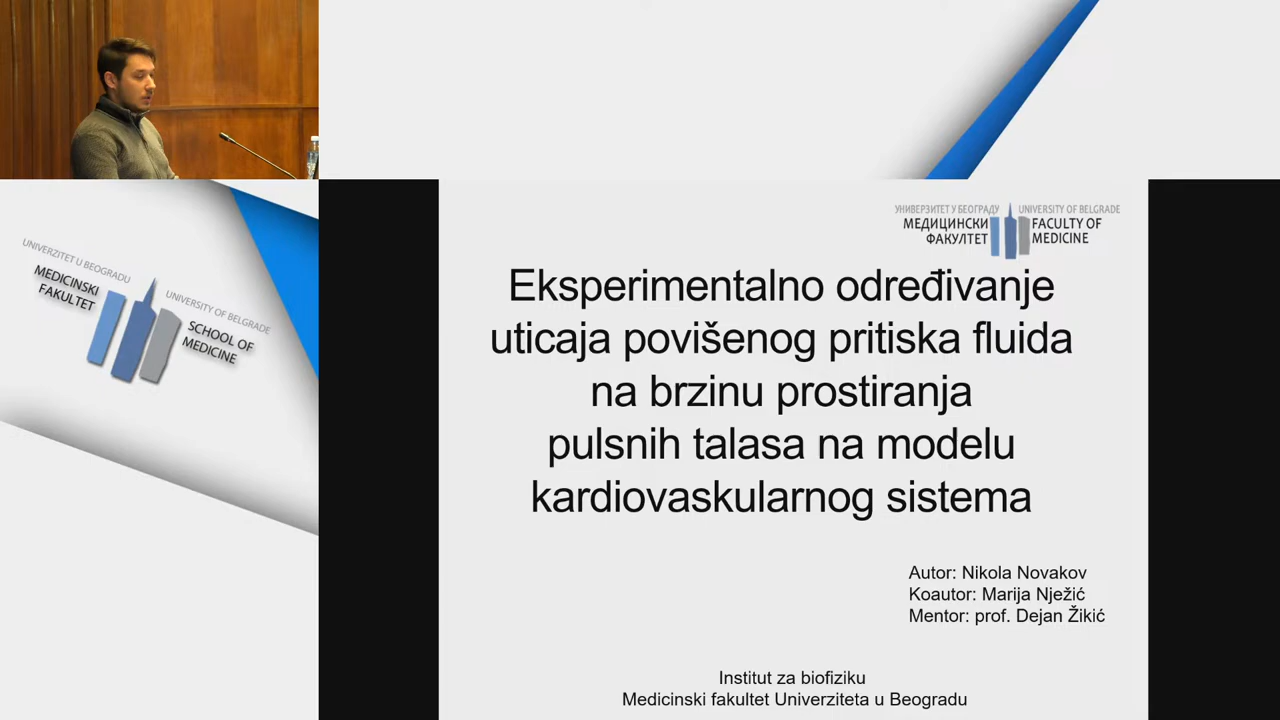 UNIVERZITET U BEOGRADU
MEDICINSKI
FAKULTET
UNIVERSITY OF BELGRADE
SCHOOL OF
MEDICINE
УНИВЕРЗИТЕТ У БЕОГРАДУ
МЕДИЦИНСКИ
ФАКУЛТЕТ
UNIVERSITY OF BELGRADE
FACULTY OF
MEDICINE
Eksperimentalno određivanje
uticaja povišenog pritiska fluida
na brzinu prostiranja
pulsnih talasa na modelu
kardiovaskularnog sistema
Autor: Nikola Novakov
Koautor: Marija Nježić
Mentor: prof. Dejan Žikić
Institut za biofiziku
Medicinski fakultet Univerziteta u Beogradu